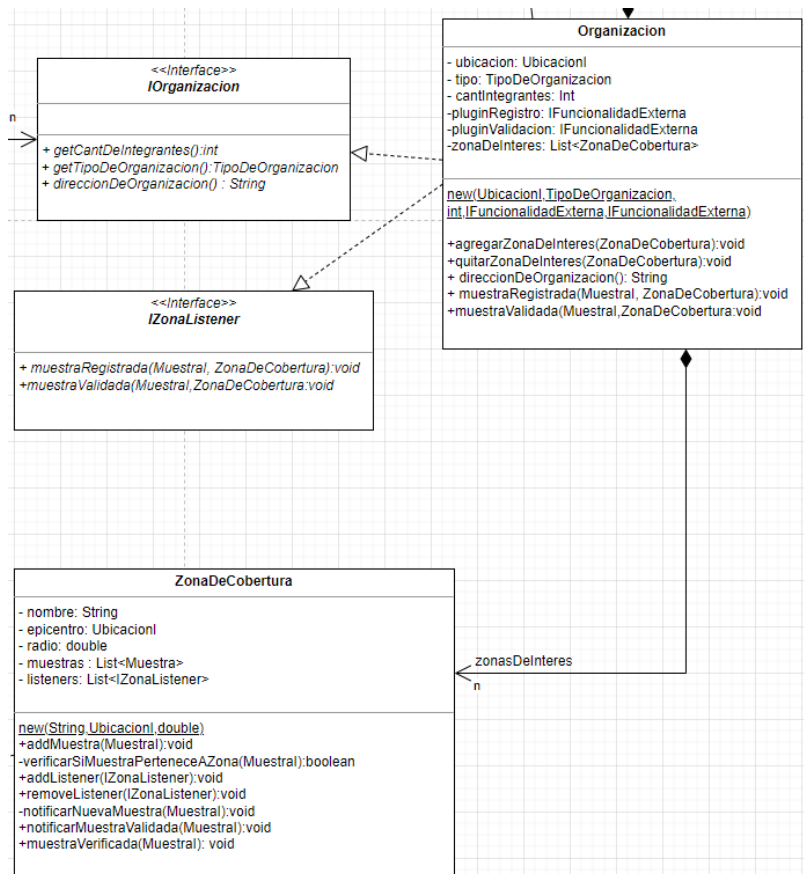 <<Interface>>
IOrganizacion
n
+ getCantDeIntegrantes():int
+ getTipoDeOrganizacion():TipoDeOrganizacion
+ direccionDeOrganizacion() : String
Organizacion
- ubicacion: UbicacionI
- tipo: TipoDeOrganizacion
- cantIntegrantes: Int
-pluginRegistro: IFuncionalidadExterna
-pluginValidacion: IFuncionalidadExterna
-zonaDeInteres: List<ZonaDeCobertura>
new(UbicacionI,TipoDeOrganizacion,
int,IFuncionalidadExterna,IFuncionalidadExterna)
+agregarZonaDeInteres(ZonaDeCobertura):void
+quitarZonaDeInteres(ZonaDeCobertura):void
+ direccionDeOrganizacion(): String
+ muestraRegistrada(MuestraI, ZonaDeCobertura):void
+muestraValidada(MuestraI,ZonaDeCobertura:void
<<Interface>>
IZonaListener
+ muestraRegistrada(MuestraI, ZonaDeCobertura):void
+muestraValidada(MuestraI,ZonaDeCobertura:void
ZonaDeCobertura
- nombre: String
- epicentro: UbicacionI
- radio: double
- muestras : List<Muestra>
- listeners: List<IZonaListener>
new(String,UbicacionI,double)
+addMuestra(MuestraI):void
-verificarSiMuestraPerteneceAZona(MuestraI):boolean
+addListener(IZonaListener):void
+removeListener(IZonaListener):void
-notificarNuevaMuestra(MuestraI):void
+notificarMuestraValidada(MuestraI):void
+muestraVerificada(MuestraI): void
zonasDeInteres
n